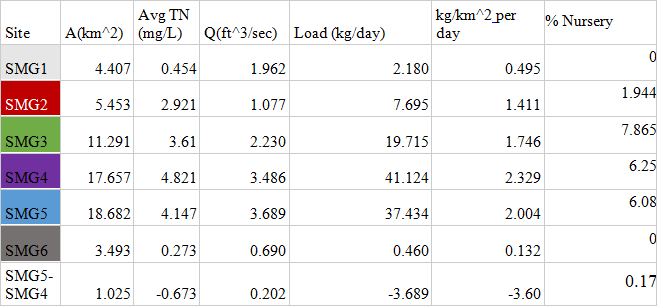 Site A(km^2) Avg TN (mg/L) Q(ft^3/sec) Load (kg/day) kg/km^2_per day % Nursery
SMG1 4.407 0.454 1.962 2.180 0.495 0
SMG2 5.453 2.921 1.077 7.695 1.411 1.944
SMG3 11.291 3.61 2.230 19.715 1.746 7.865
SMG4 17.657 4.821 3.486 41.124 2.329 6.25
SMG5 18.682 4.147 3.689 37.434 2.004 6.08
SMG6 3.493 0.273 0.690 0.460 0.132 0
SMG5-
SMG4 1.025 -0.673 0.202 -3.689 -3.60 0.17